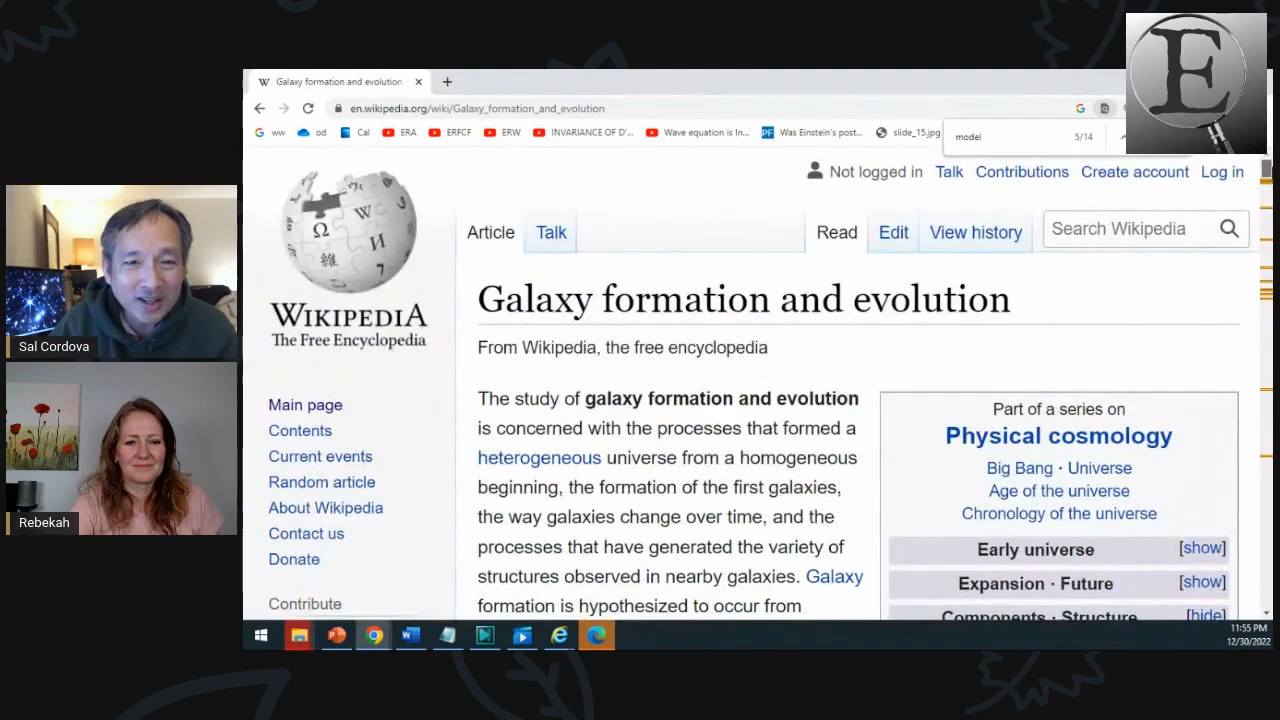 E
Galaxy formation and evolution
en.wikipedia.org/wiki/Galaxy_formation_and_evolution
ww od Cal ERA ERFCF ERW INVARIANCE OF D'... Wave equation is In... Was Einstein's post... slide_15.jpg
model 5/14
Not logged in Talk Contributions Create account Log in
Article Talk Read Edit View history Search Wikipedia
WIKIPEDIA
The Free Encyclopedia
Galaxy formation and evolution
From Wikipedia, the free encyclopedia
Main page
Contents
Current events
Random article
About Wikipedia
Contact us
Donate
Contribute
The study of galaxy formation and evolution
is concerned with the processes that formed a
heterogeneous universe from a homogeneous
beginning, the formation of the first galaxies,
the way galaxies change over time, and the
processes that have generated the variety of
structures observed in nearby galaxies. Galaxy
formation is hypothesized to occur from
Part of a series on
Physical cosmology
Big Bang · Universe
Age of the universe
Chronology of the universe
Early universe [show]
Expansion · Future [show]
Components · Structure [hide]
Sal Cordova
Rebekah
11:55 PM
12/30/2022